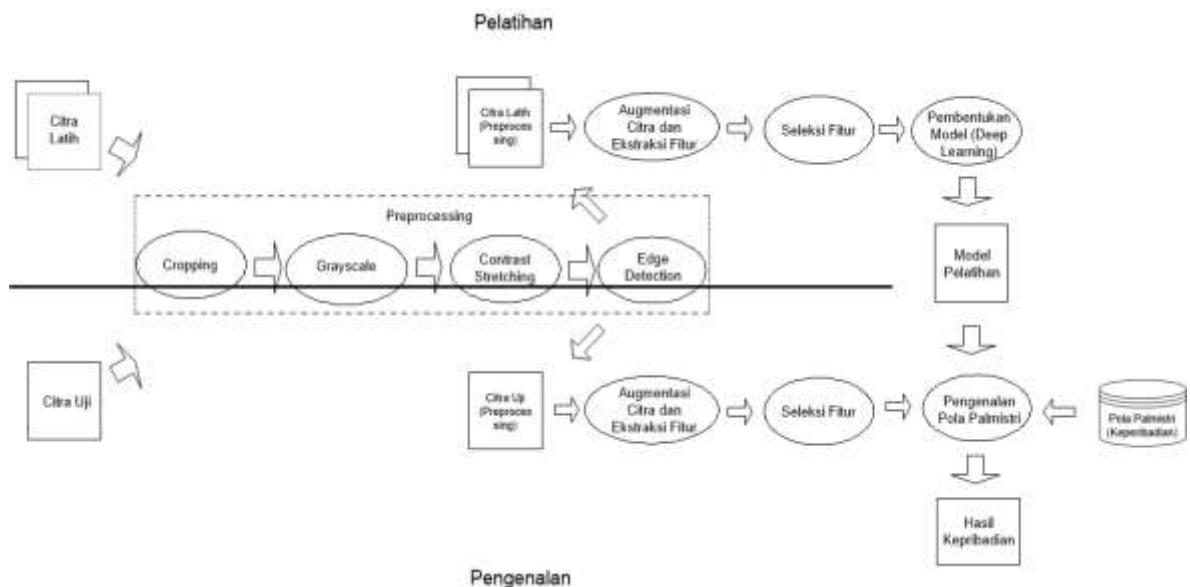 Pelatihan
Citra
Latih
Citra Latih
(Preproces
sing)
Augmentasi
Citra dan
Ekstraksi Fitur
Seleksi Fitur
Pembentukan
Model (Deep
Learning)
Preprocessing
Cropping
Grayscale
Contrast
Stretching
Edge
Detection
Model
Pelatihan
Citra Uji
Citra Uji
(Preproces
sing)
Augmentasi
Citra dan
Ekstraksi Fitur
Seleksi Fitur
Pengenalan
Pola Palmistri
Pola Palmistri
(Kepribadian)
Hasil
Kepribadian
Pengenalan